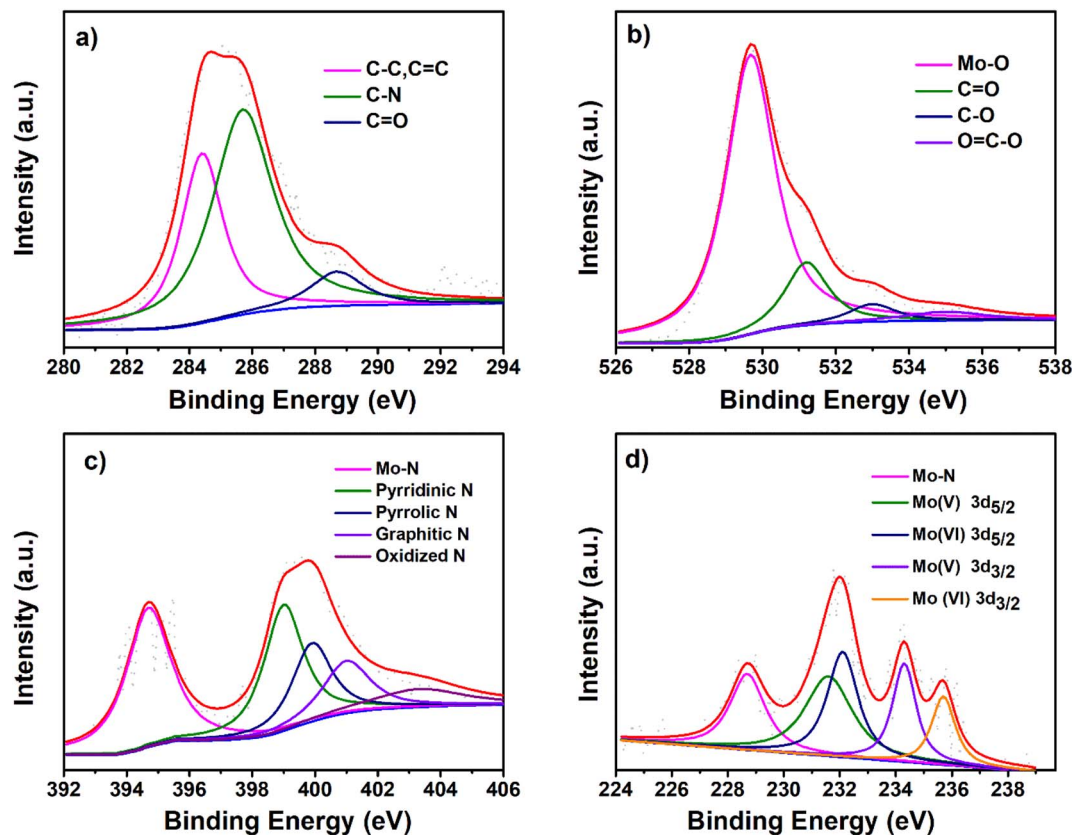 a)
C-C,C=C
C-N
C=O
Intensity (a.u.)
280 282 284 286 288 290 292 294
Binding Energy (eV)
b)
Mo-O
C=O
C-O
O=C-O
Intensity (a.u.)
526 528 530 532 534 536 538
Binding Energy (eV)
c)
Mo-N
Pyrridinic N
Pyrrolic N
Graphitic N
Oxidized N
Intensity (a.u.)
392 394 396 398 400 402 404 406
Binding Energy (eV)
d)
Mo-N
Mo(V) 3d5/2
Mo(VI) 3d5/2
Mo(V) 3d3/2
Mo (VI) 3d3/2
Intensity (a.u.)
224 226 228 230 232 234 236 238
Binding Energy (eV)